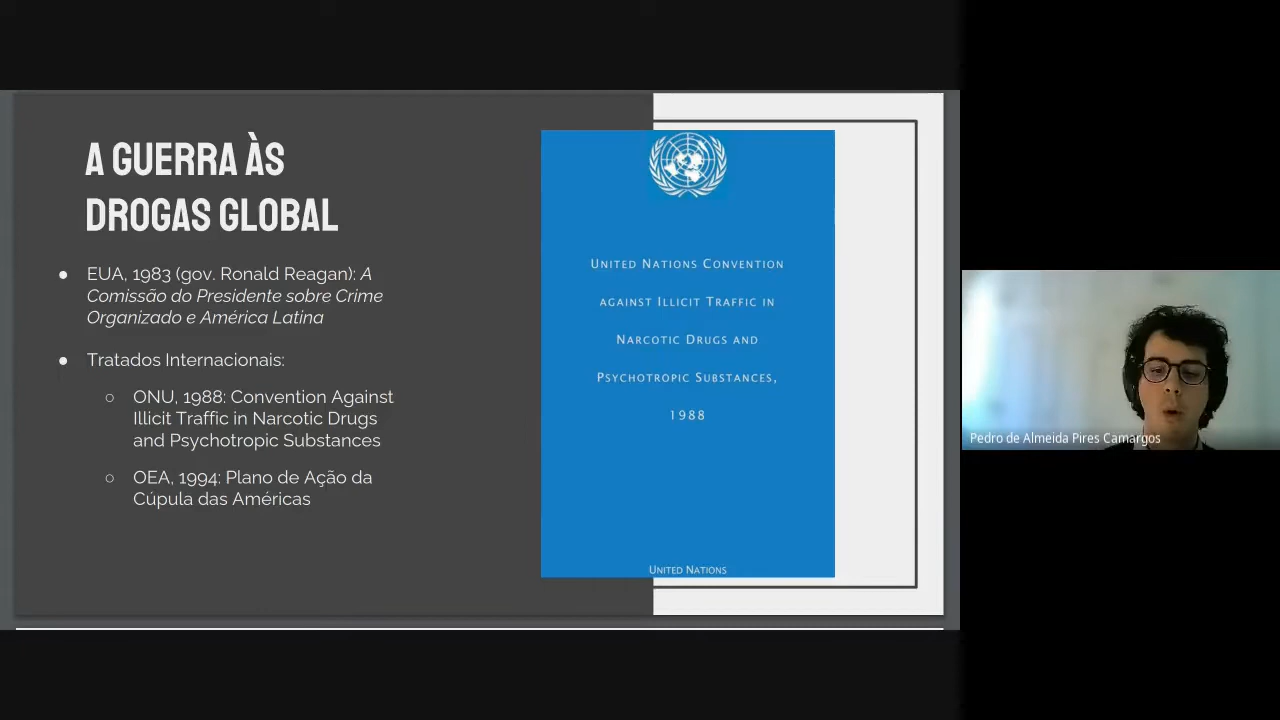 A GUERRA ÀS
DROGAS GLOBAL
● EUA, 1983 (gov. Ronald Reagan): A
Comissão do Presidente sobre Crime
Organizado e América Latina
● Tratados Internacionais:
○ ONU, 1988: Convention Against
Illicit Traffic in Narcotic Drugs
and Psychotropic Substances
○ OEA, 1994: Plano de Ação da
Cúpula das Américas
United Nations Convention
against Illicit Traffic in
Narcotic Drugs and
Psychotropic Substances,
1988
United Nations
Pedro de Almeida Pires Camargos